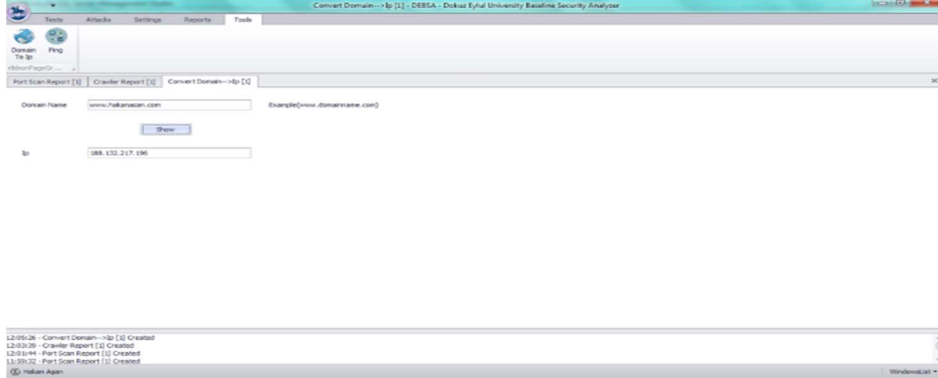 Convert Domain-->Ip [1] - DEBSA - Dokuz Eylul University Baseline Security Analyzer
Tests Attacks Settings Reports Tools
Domain To Ip
Ping
Port Scan Report [1] Crawler Report [1] Convert Domain-->Ip [1]
Domain Name www.hakanasan.com Example(www.domainname.com)
Show
Ip 188.132.217.196
12:05:26 - Convert Domain-->Ip [1] Created
12:03:39 - Crawler Report [1] Created
12:01:44 - Port Scan Report [1] Created
11:59:32 - Port Scan Report [1] Created
Hakan Aşan WindowsList